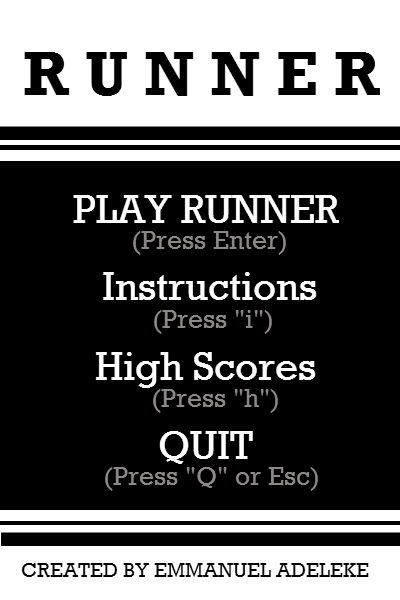 RUNNER
PLAY RUNNER
(Press Enter)
Instructions
(Press "i")
High Scores
(Press "h")
QUIT
(Press "Q" or Esc)
CREATED BY EMMANUEL ADELEKE